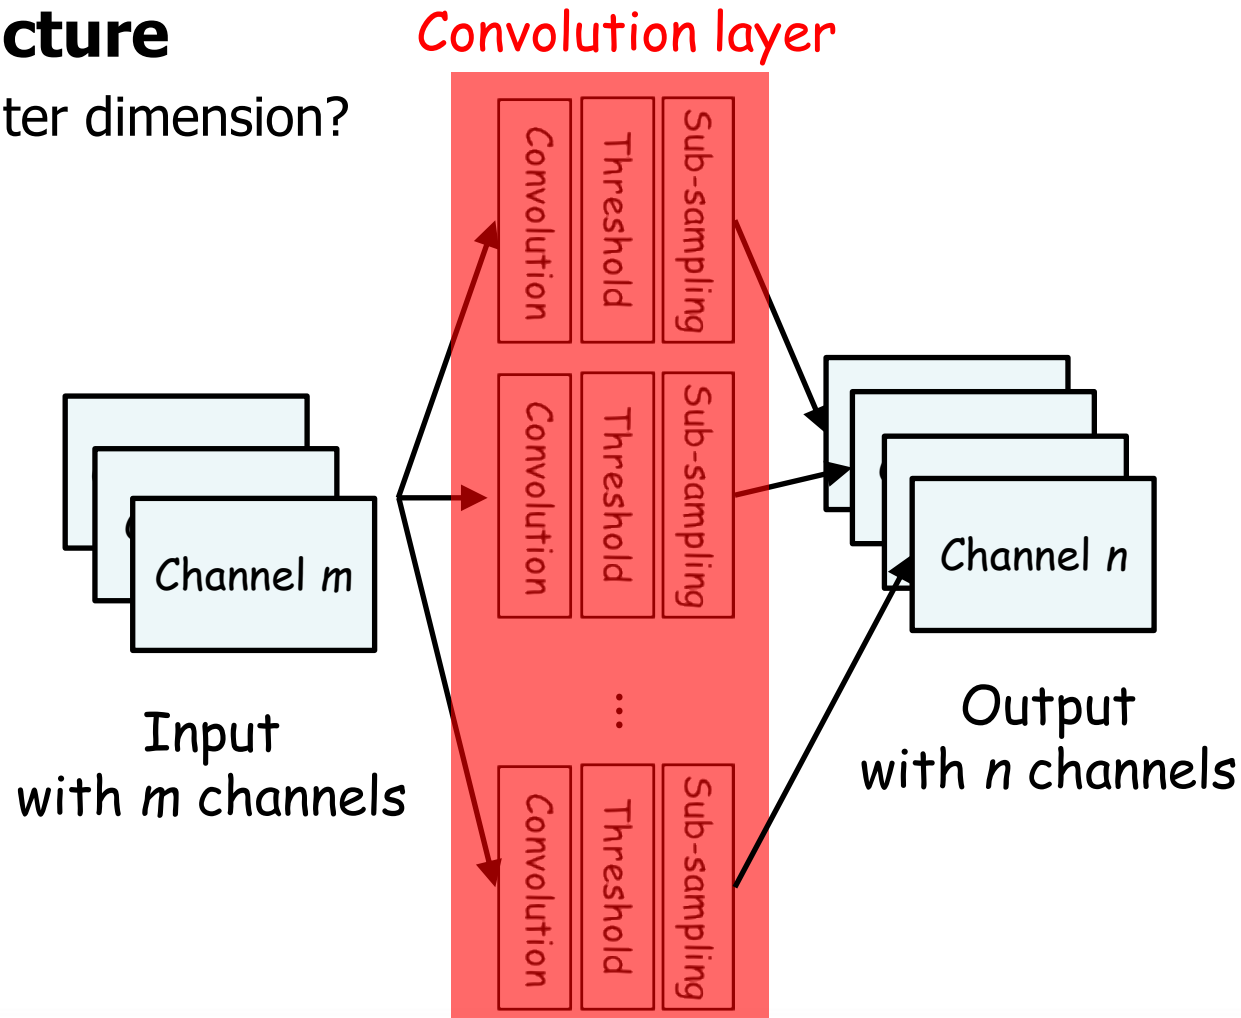 cture
ter dimension?
Convolution layer
Convolution
Threshold
Sub-sampling
Convolution
Threshold
Sub-sampling
...
Convolution
Threshold
Sub-sampling
Channel m
Input
with m channels
Channel n
Output
with n channels